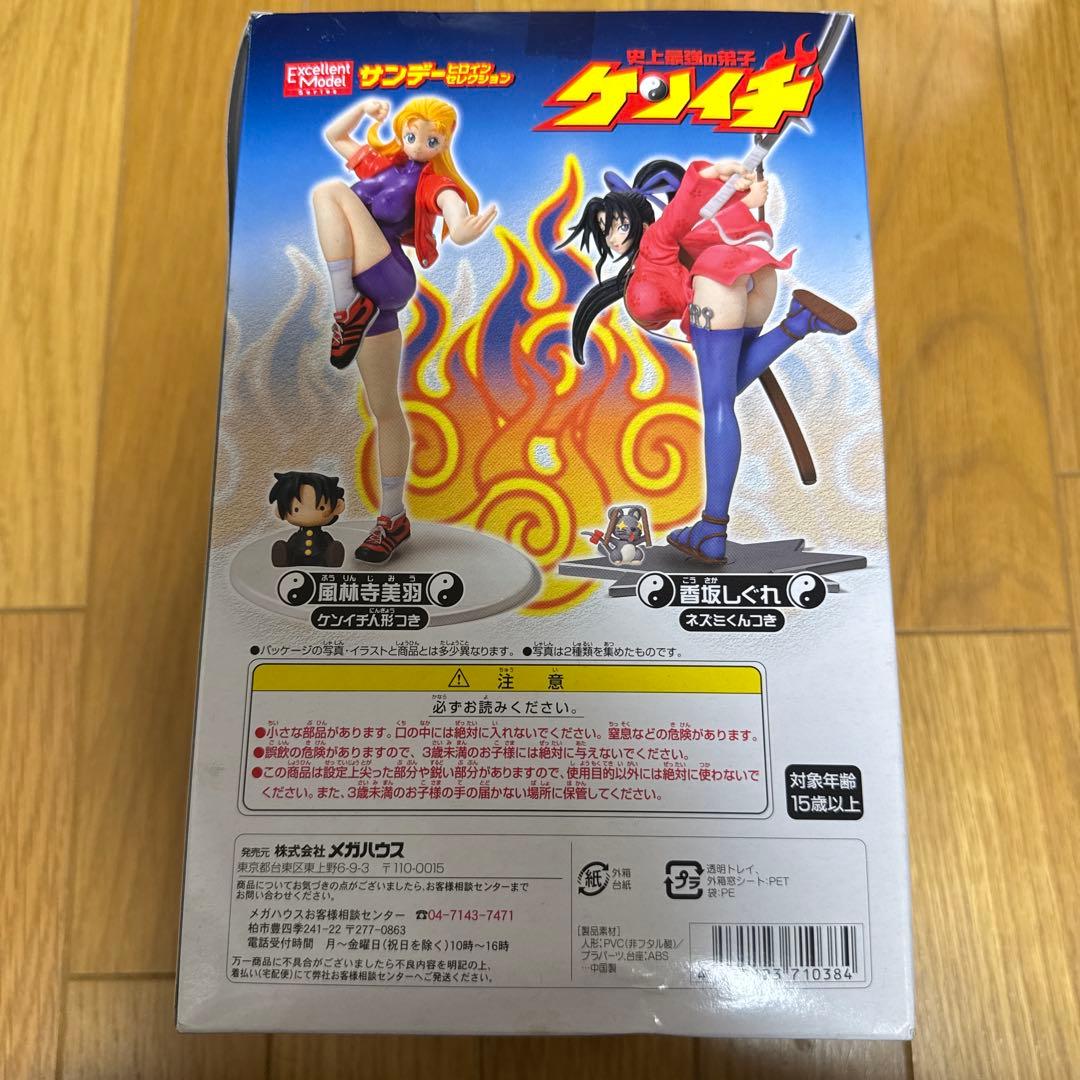 Excellent
Model
Series
サンデーヒロインセレクション
史上最強の弟子
ケンイチ
ふうりんじみう
風林寺美羽
にんぎょう
ケンイチ人形つき
こうさか
香坂しぐれ
ネズミくんつき
●パッケージの写真・イラストと商品とは多少異なります。 ●写真は2種類を集めたものです。
⚠ 注意
必ずお読みください。
●小さな部品があります。口の中には絶対に入れないでください。窒息などの危険があります。
●誤飲の危険がありますので、3歳未満のお子様には絶対に与えないでください。
●この商品は設定上尖った部分や鋭い部分がありますので、使用目的以外には絶対に使わないで
ください。また、3歳未満のお子様の手の届かない場所に保管してください。
対象年齢
15歳以上
発売元 株式会社 メガハウス
東京都台東区東上野6-9-3 〒110-0015
商品についてお気づきの点がございましたら、お客様相談センターまで
お問い合わせください。
メガハウスお客様相談センター ☎04-7143-7471
柏市豊四季241-22 〒277-0863
電話受付時間 月〜金曜日(祝日を除く)10時〜16時
万一商品に不具合がございましたら不良内容を明記の上、
着払い(宅配便)にて弊社お客様相談センターへご送付ください。
紙
外箱
台紙
プラ
透明トレイ、
外箱窓シート:PET
袋:PE
[製品素材]
人形:PVC(非フタル酸)/
プラパーツ、台座:ABS
…中国製
710384